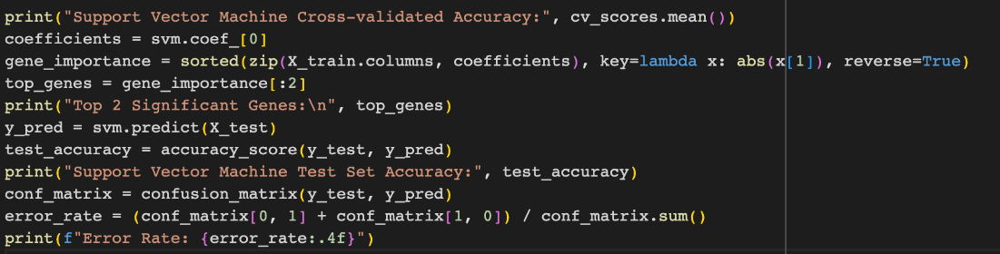 print("Support Vector Machine Cross-validated Accuracy:", cv_scores.mean())
coefficients = svm.coef_[0]
gene_importance = sorted(zip(X_train.columns, coefficients), key=lambda x: abs(x[1]), reverse=True)
top_genes = gene_importance[:2]
print("Top 2 Significant Genes:\n", top_genes)
y_pred = svm.predict(X_test)
test_accuracy = accuracy_score(y_test, y_pred)
print("Support Vector Machine Test Set Accuracy:", test_accuracy)
conf_matrix = confusion_matrix(y_test, y_pred)
error_rate = (conf_matrix[0, 1] + conf_matrix[1, 0]) / conf_matrix.sum()
print(f"Error Rate: {error_rate:.4f}")